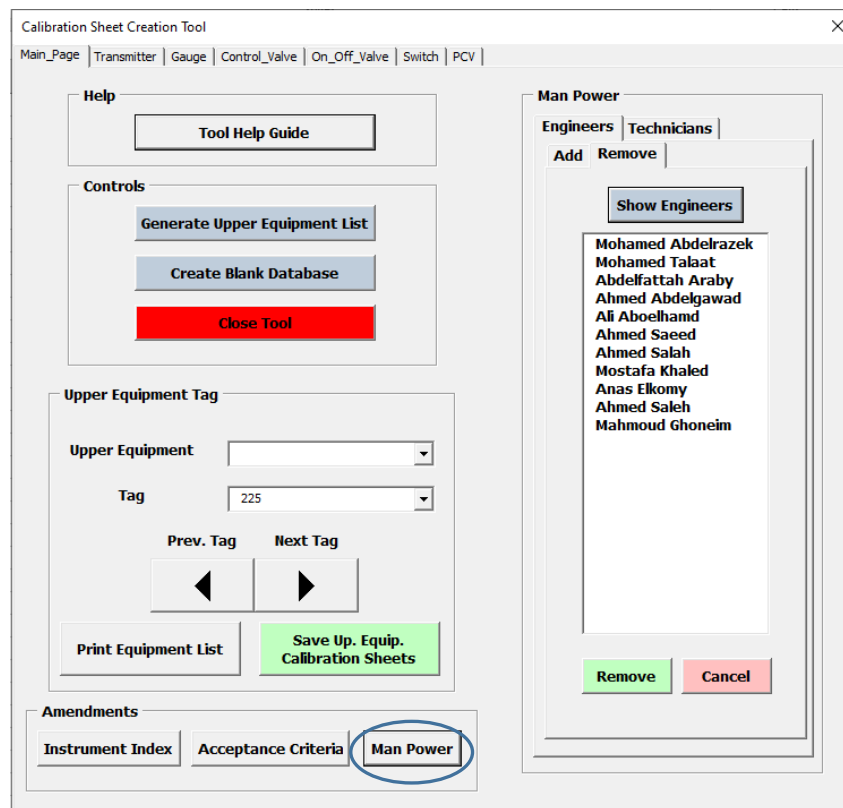 Calibration Sheet Creation Tool
Main_Page Transmitter Gauge Control_Valve On_Off_Valve Switch PCV
Help
Tool Help Guide
Controls
Generate Upper Equipment List
Create Blank Database
Close Tool
Upper Equipment Tag
Upper Equipment
Tag 225
Prev. Tag Next Tag
Print Equipment List
Save Up. Equip.
Calibration Sheets
Amendments
Instrument Index Acceptance Criteria Man Power
Man Power
Engineers Technicians
Add Remove
Show Engineers
Mohamed Abdelrazek
Mohamed Talaat
Abdelfattah Araby
Ahmed Abdelgawad
Ali Aboelhamd
Ahmed Saeed
Ahmed Salah
Mostafa Khaled
Anas Elkomy
Ahmed Saleh
Mahmoud Ghoneim
Remove Cancel